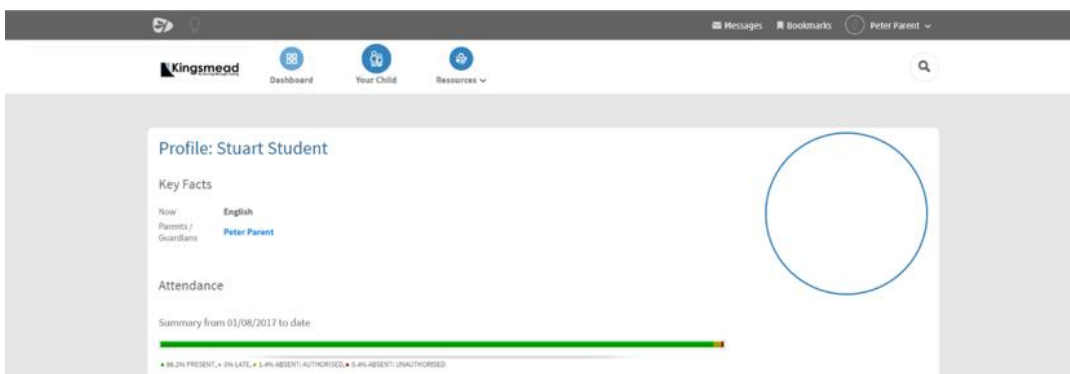 Messages Bookmarks Peter Parent
Kingsmead
Dashboard Your Child Resources
Profile: Stuart Student
Key Facts
Now English
Parents / Guardians Peter Parent
Attendance
Summary from 01/08/2017 to date
PRESENT, 0% LATE, 1.4% ABSENT: AUTHORISED, 0.4% ABSENT: UNAUTHORISED